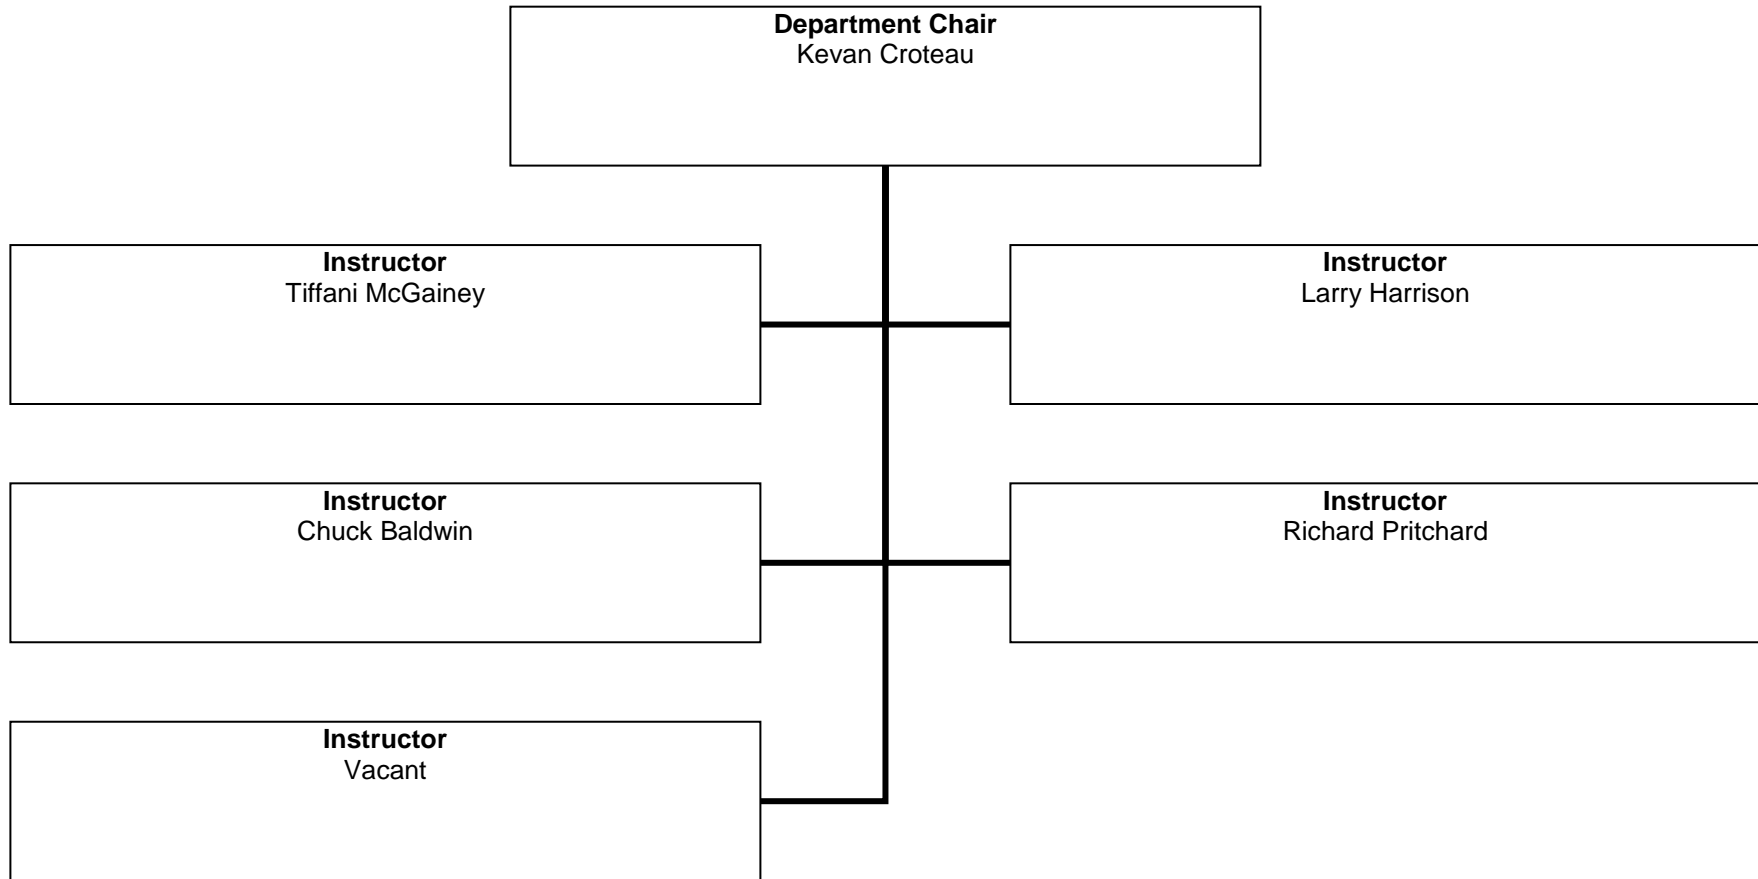 Department Chair
Kevan Croteau
Instructor
Tiffani McGainey
Instructor
Larry Harrison
Instructor
Chuck Baldwin
Instructor
Richard Pritchard
Instructor
Vacant